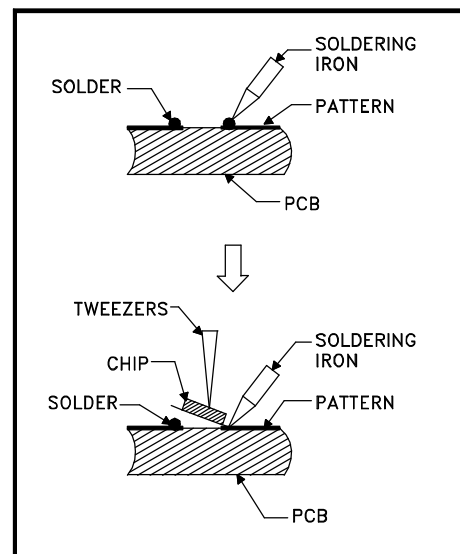 SOLDERING
IRON
SOLDER
PATTERN
PCB
TWEEZERS
SOLDERING
IRON
CHIP
SOLDER
PATTERN
PCB